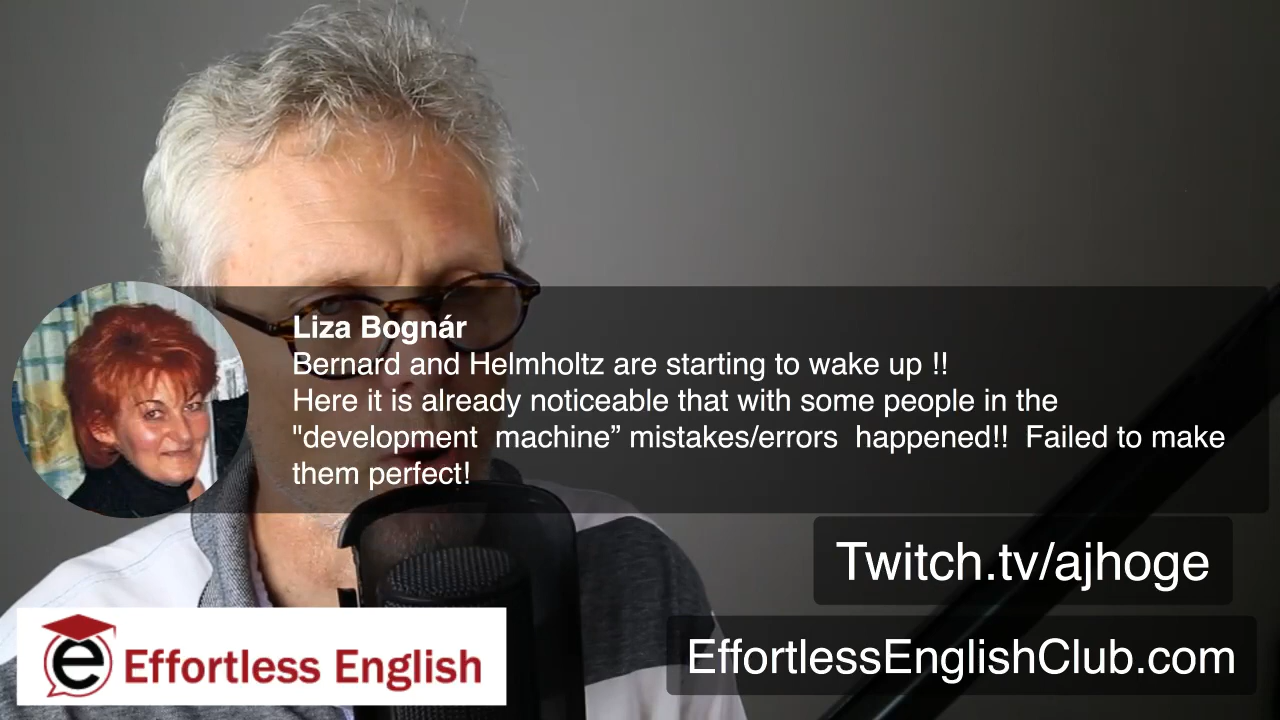 Liza Bognár
Bernard and Helmholtz are starting to wake up !!
Here it is already noticeable that with some people in the
"development  machine” mistakes/errors  happened!!  Failed to make
them perfect!
Twitch.tv/ajhoge
e Effortless English
EffortlessEnglishClub.com